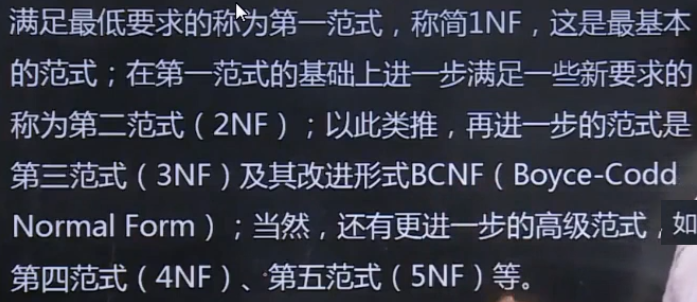 满足最低要求的称为第一范式，称简1NF，这是最基本
的范式；在第一范式的基础上进一步满足一些新要求的
称为第二范式（2NF）；以此类推，再进一步的范式是
第三范式（3NF）及其改进形式BCNF（Boyce-Codd
Normal Form）；当然，还有更进一步的高级范式，如
第四范式（4NF）、第五范式（5NF）等。